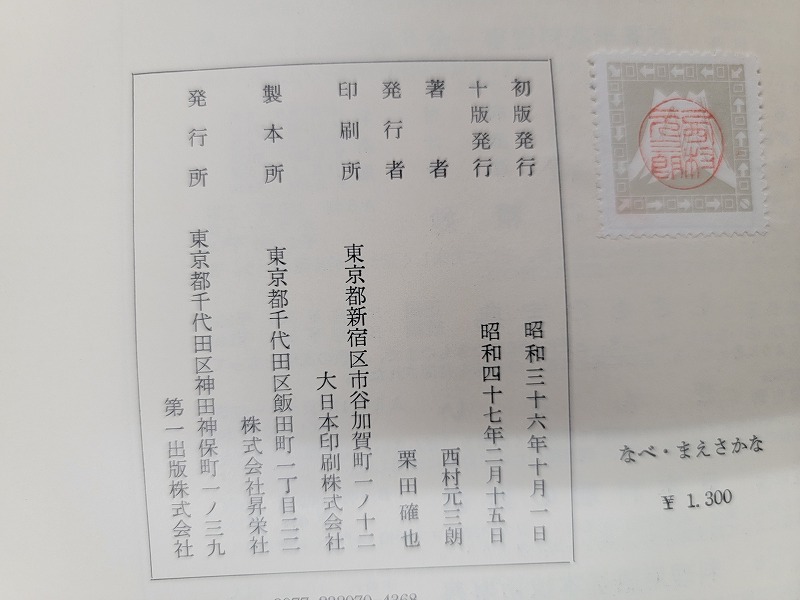 なべ・まえさかな
¥ 1.300
初版発行 昭和三十六年十月一日
十版発行 昭和四十七年二月十五日
著者 西村元三朗
発行者 栗田確也
印刷所 東京都新宿区市谷加賀町一ノ十二
大日本印刷株式会社
製本所 東京都千代田区飯田町一丁目二二
株式会社昇栄社
発行所 東京都千代田区神田神保町一ノ三九
第一出版株式会社